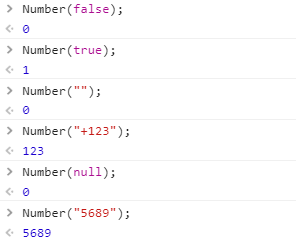 Number(false);
0
Number(true);
1
Number("");
0
Number("+123");
123
Number(null);
0
Number("5689");
5689